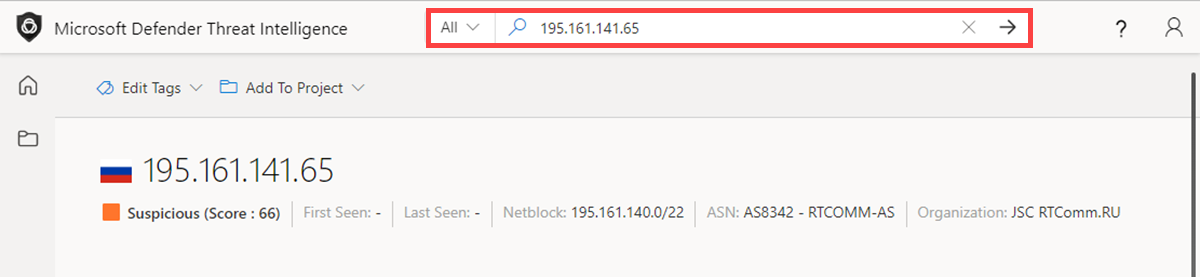 Microsoft Defender Threat Intelligence All 195.161.141.65 ?
Edit Tags Add To Project
195.161.141.65
Suspicious (Score : 66) First Seen: - Last Seen: - Netblock: 195.161.140.0/22 ASN: AS8342 - RTCOMM-AS Organization: JSC RTComm.RU